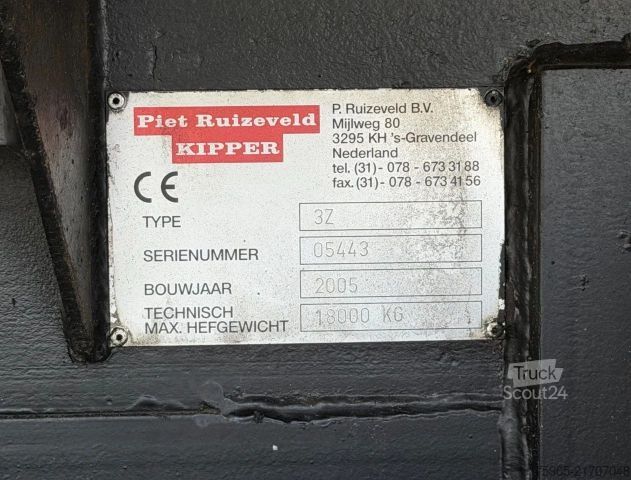 Piet Ruizeveld
KIPPER
P. Ruizeveld B.V.
Mijlweg 80
3295 KH 's-Gravendeel
Nederland
tel. (31)- 078 - 673 31 88
fax. (31)- 078 - 673 41 56
CE
TYPE 3Z
SERIENUMMER 05443
BOUWJAAR 2005
TECHNISCH
MAX. HEFGEWICHT 18000 KG
Truck
Scout24